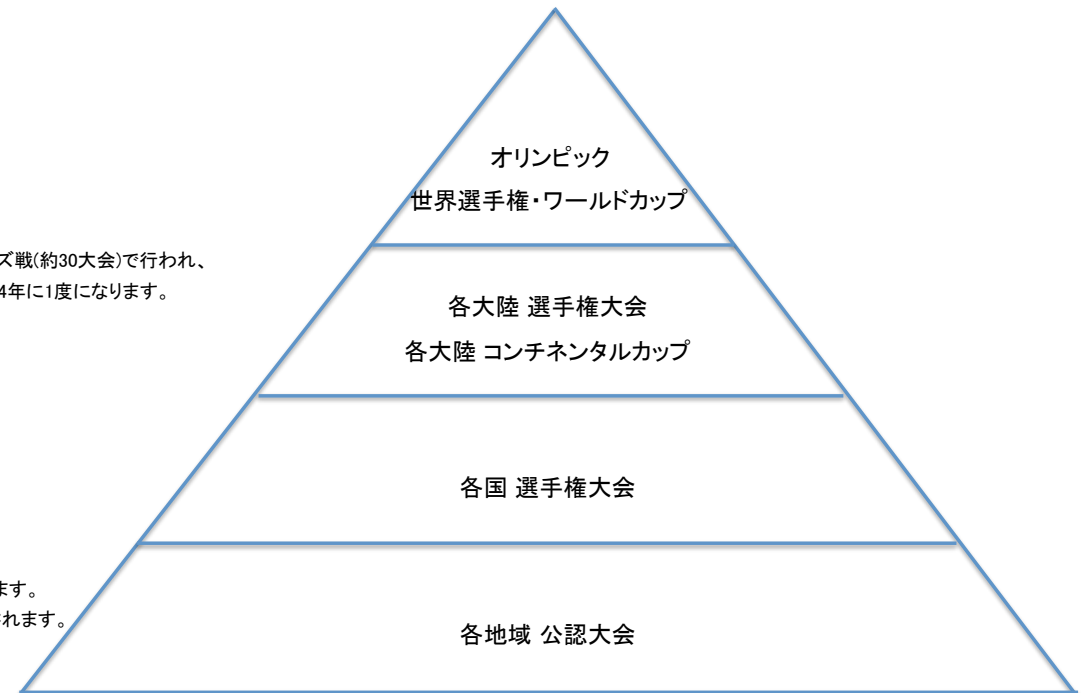 オリンピック
世界選手権・ワールドカップ
ズ戦(約30大会)で行われ、
4年に1度になります。
各大陸 選手権大会
各大陸 コンチネンタルカップ
各国 選手権大会
ます。
れます。
各地域 公認大会